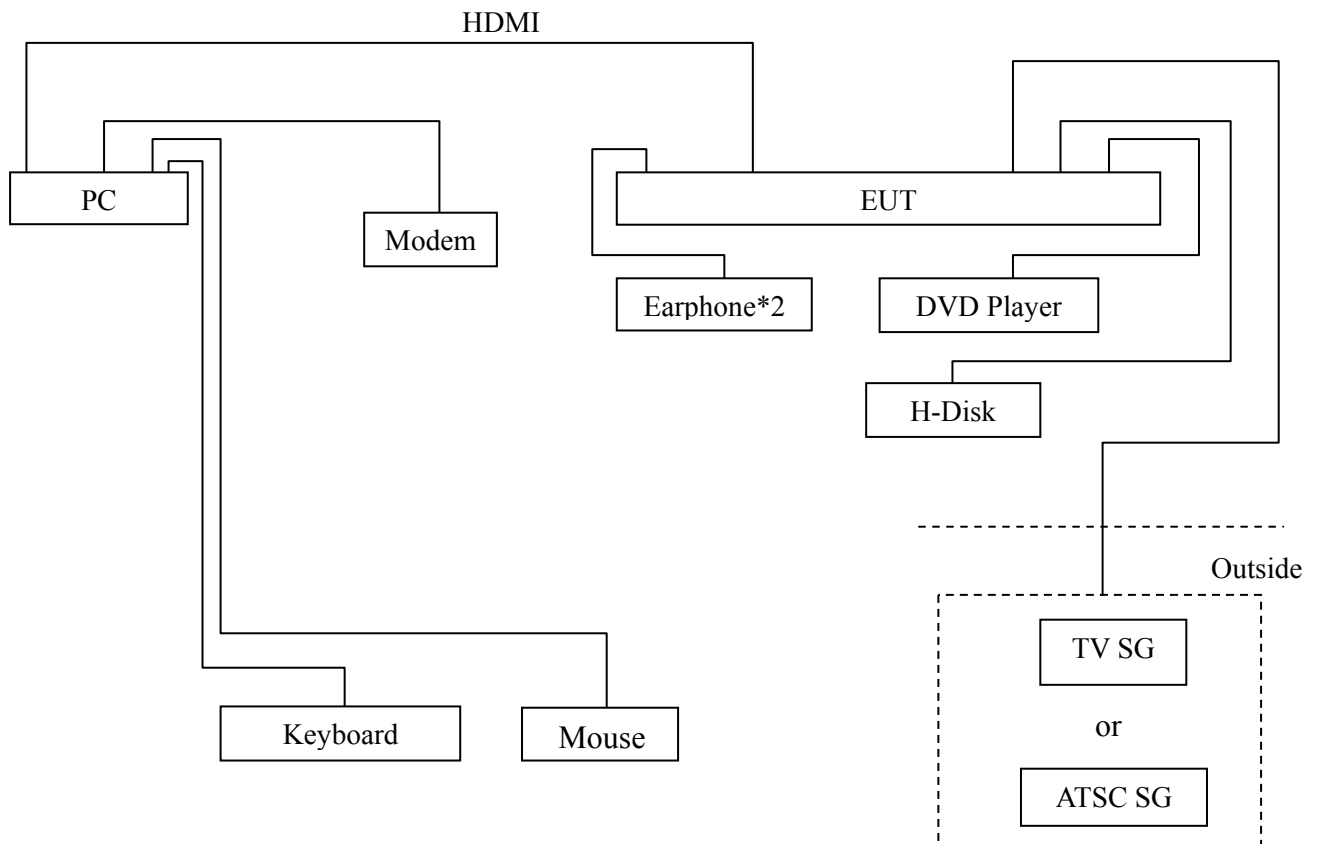 HDMI
PC
EUT
Modem
Earphone*2
DVD Player
H-Disk
Outside
TV SG
or
ATSC SG
Keyboard
Mouse